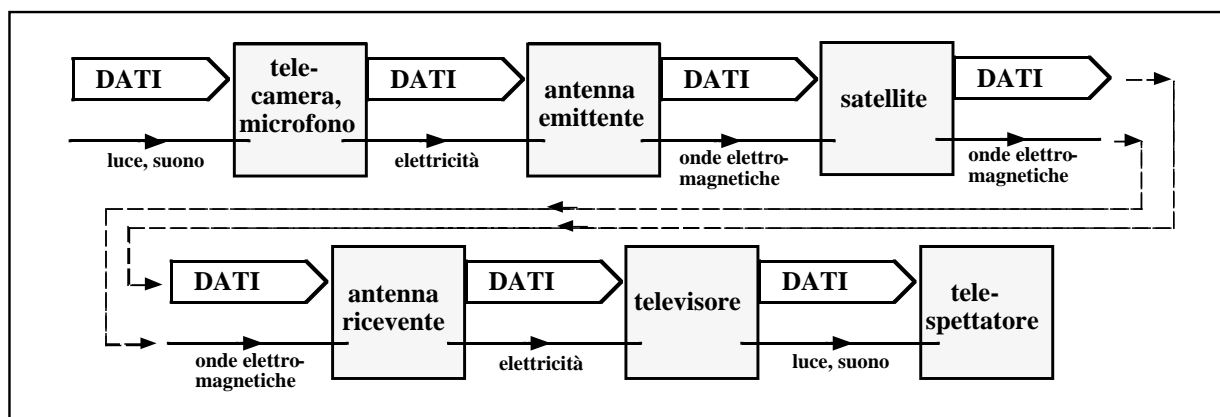 DATI
tele-
camera,
microfono
DATI
antenna
emittente
DATI
satellite
DATI
luce, suono
elettricità
onde elettro-
magnetiche
onde elettro-
magnetiche
DATI
antenna
ricevente
DATI
televisore
DATI
tele-
spettatore
onde elettro-
magnetiche
elettricità
luce, suono